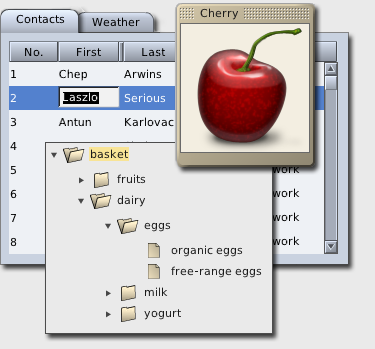 Contacts
Weather
Cherry
No. First Last
1 Chep Arwins
2 Laszlo Serious
3 Antun Karlovac
4
5 work
6 work
7 work
8 work
basket
fruits
dairy
eggs
organic eggs
free-range eggs
milk
yogurt